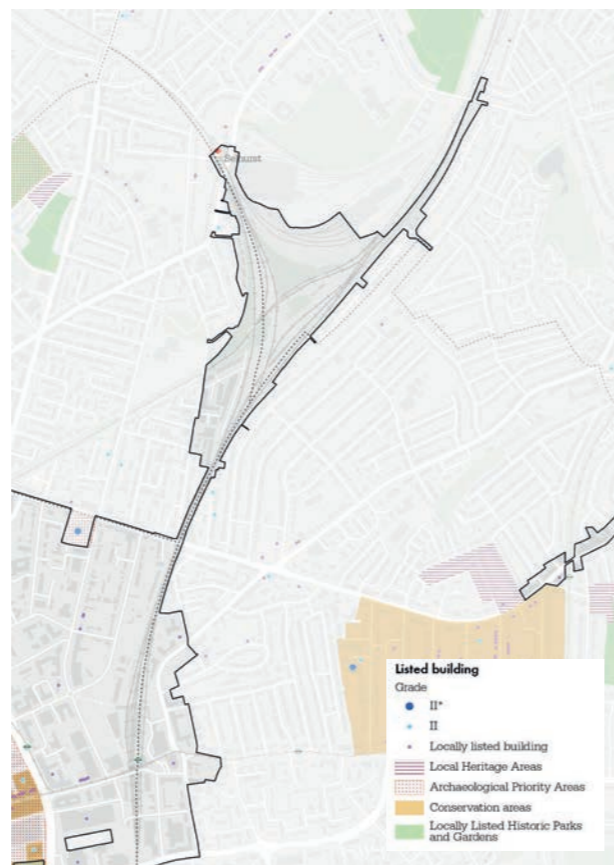 Selhurst
Listed building
Grade
II*
II
Locally listed building
Local Heritage Areas
Archaeological Priority Areas
Conservation areas
Locally Listed Historic Parks
and Gardens